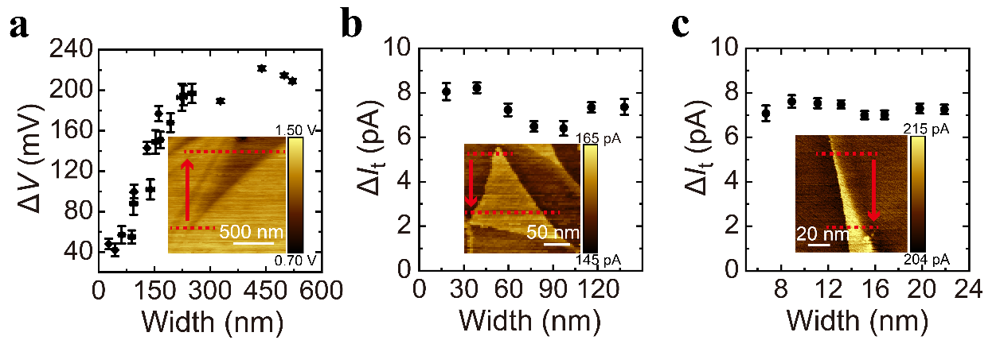 a
240
200
160
120
80
40
ΔV (mV)
1.50 V
0.70 V
500 nm
0 150 300 450 600
Width (nm)
b
10
8
6
4
2
0
ΔIt (pA)
165 pA
145 pA
50 nm
0 30 60 90 120
Width (nm)
c
10
8
6
4
2
0
ΔIt (pA)
215 pA
204 pA
20 nm
4 8 12 16 20 24
Width (nm)